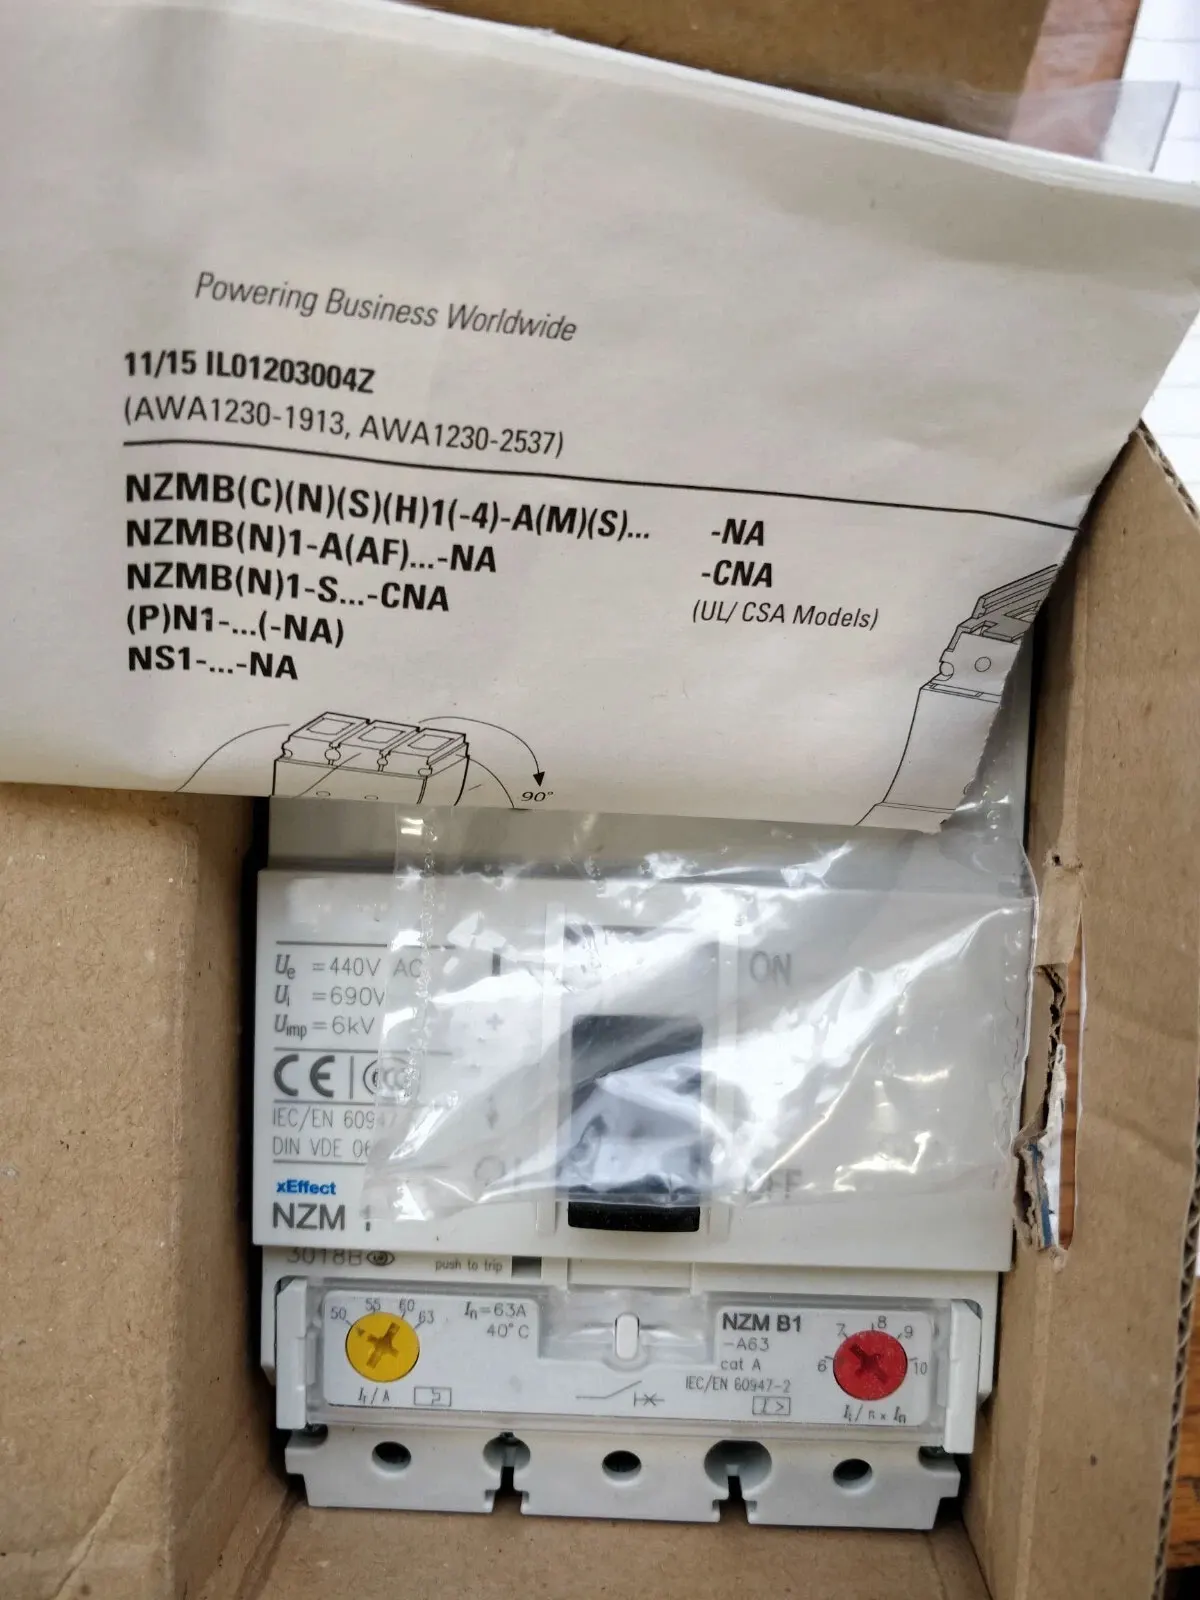 Powering Business Worldwide
11/15 IL01203004Z
(AWA1230-1913, AWA1230-2537)
NZMB(C)(N)(S)(H)1(-4)-A(M)(S)... -NA
NZMB(N)1-A(AF)...-NA -CNA
NZMB(N)1-S...-CNA (UL/ CSA Models)
(P)N1-...(-NA)
NS1-...-NA
90°
Ue =440V AC
Ui =690V
Uimp=6kV
ON
CE CCC
IEC/EN 60947
DIN VDE 06
OFF
xEffect
NZM 1
3018B
push to trip
50 55 60 63
In=63A
40°C
Ir/A
NZM B1
-A63
cat A
IEC/EN 60947-2
I >
6 7 8 9 10
Ii/ n x In